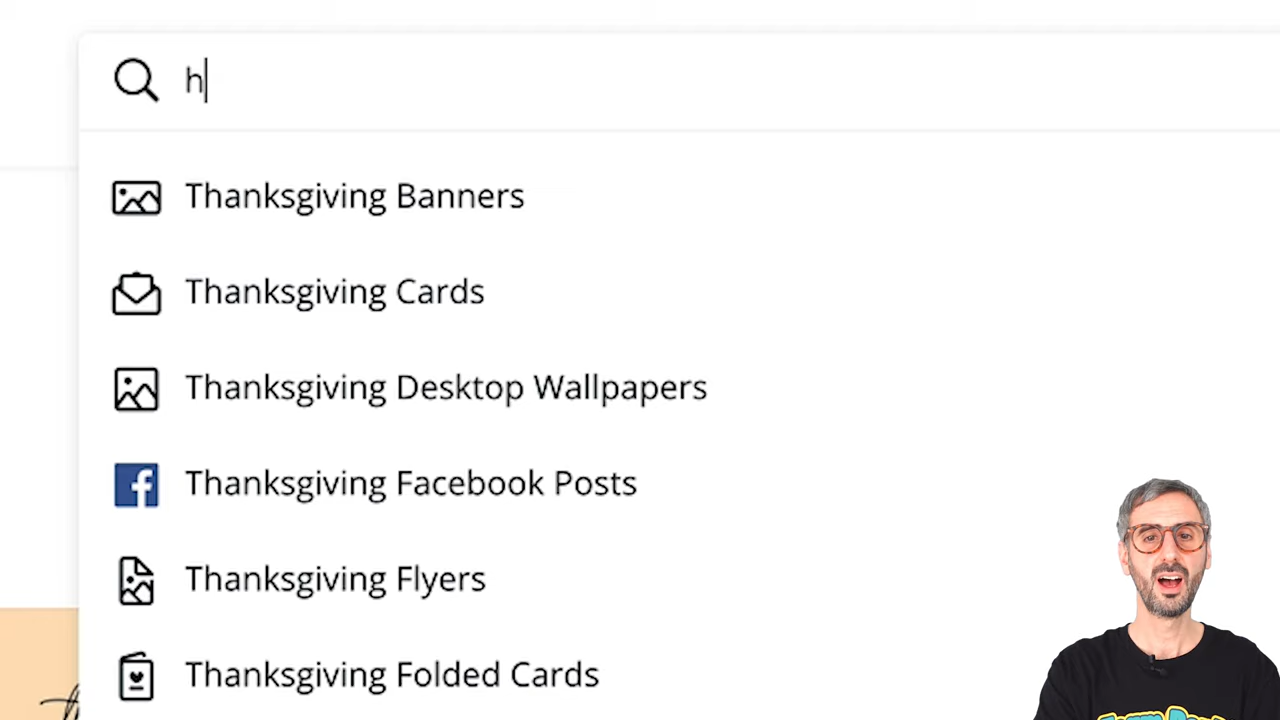 h
Thanksgiving Banners
Thanksgiving Cards
Thanksgiving Desktop Wallpapers
Thanksgiving Facebook Posts
Thanksgiving Flyers
Thanksgiving Folded Cards